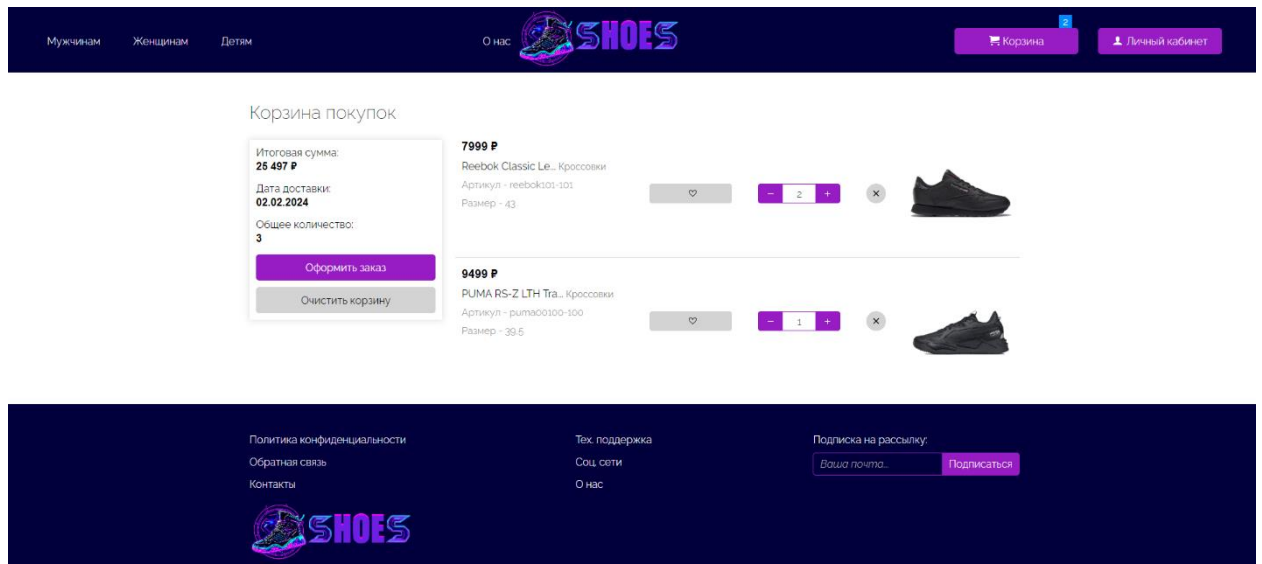 Мужчинам Женщинам Детям О нас SHOES 2 Корзина Личный кабинет
Корзина покупок
Итоговая сумма:
25 497 ₽
Дата доставки:
02.02.2024
Общее количество:
3
Оформить заказ
Очистить корзину
7999 ₽
Reebok Classic Le... Кроссовки
Артикул - reebok101-101
Размер - 43
− 2 +
9499 ₽
PUMA RS-Z LTH Tra... Кроссовки
Артикул - puma00100-100
Размер - 39.5
− 1 +
Политика конфиденциальности
Обратная связь
Контакты
SHOES
Тех. поддержка
Соц. сети
О нас
Подписка на рассылку:
Ваша почта... Подписаться